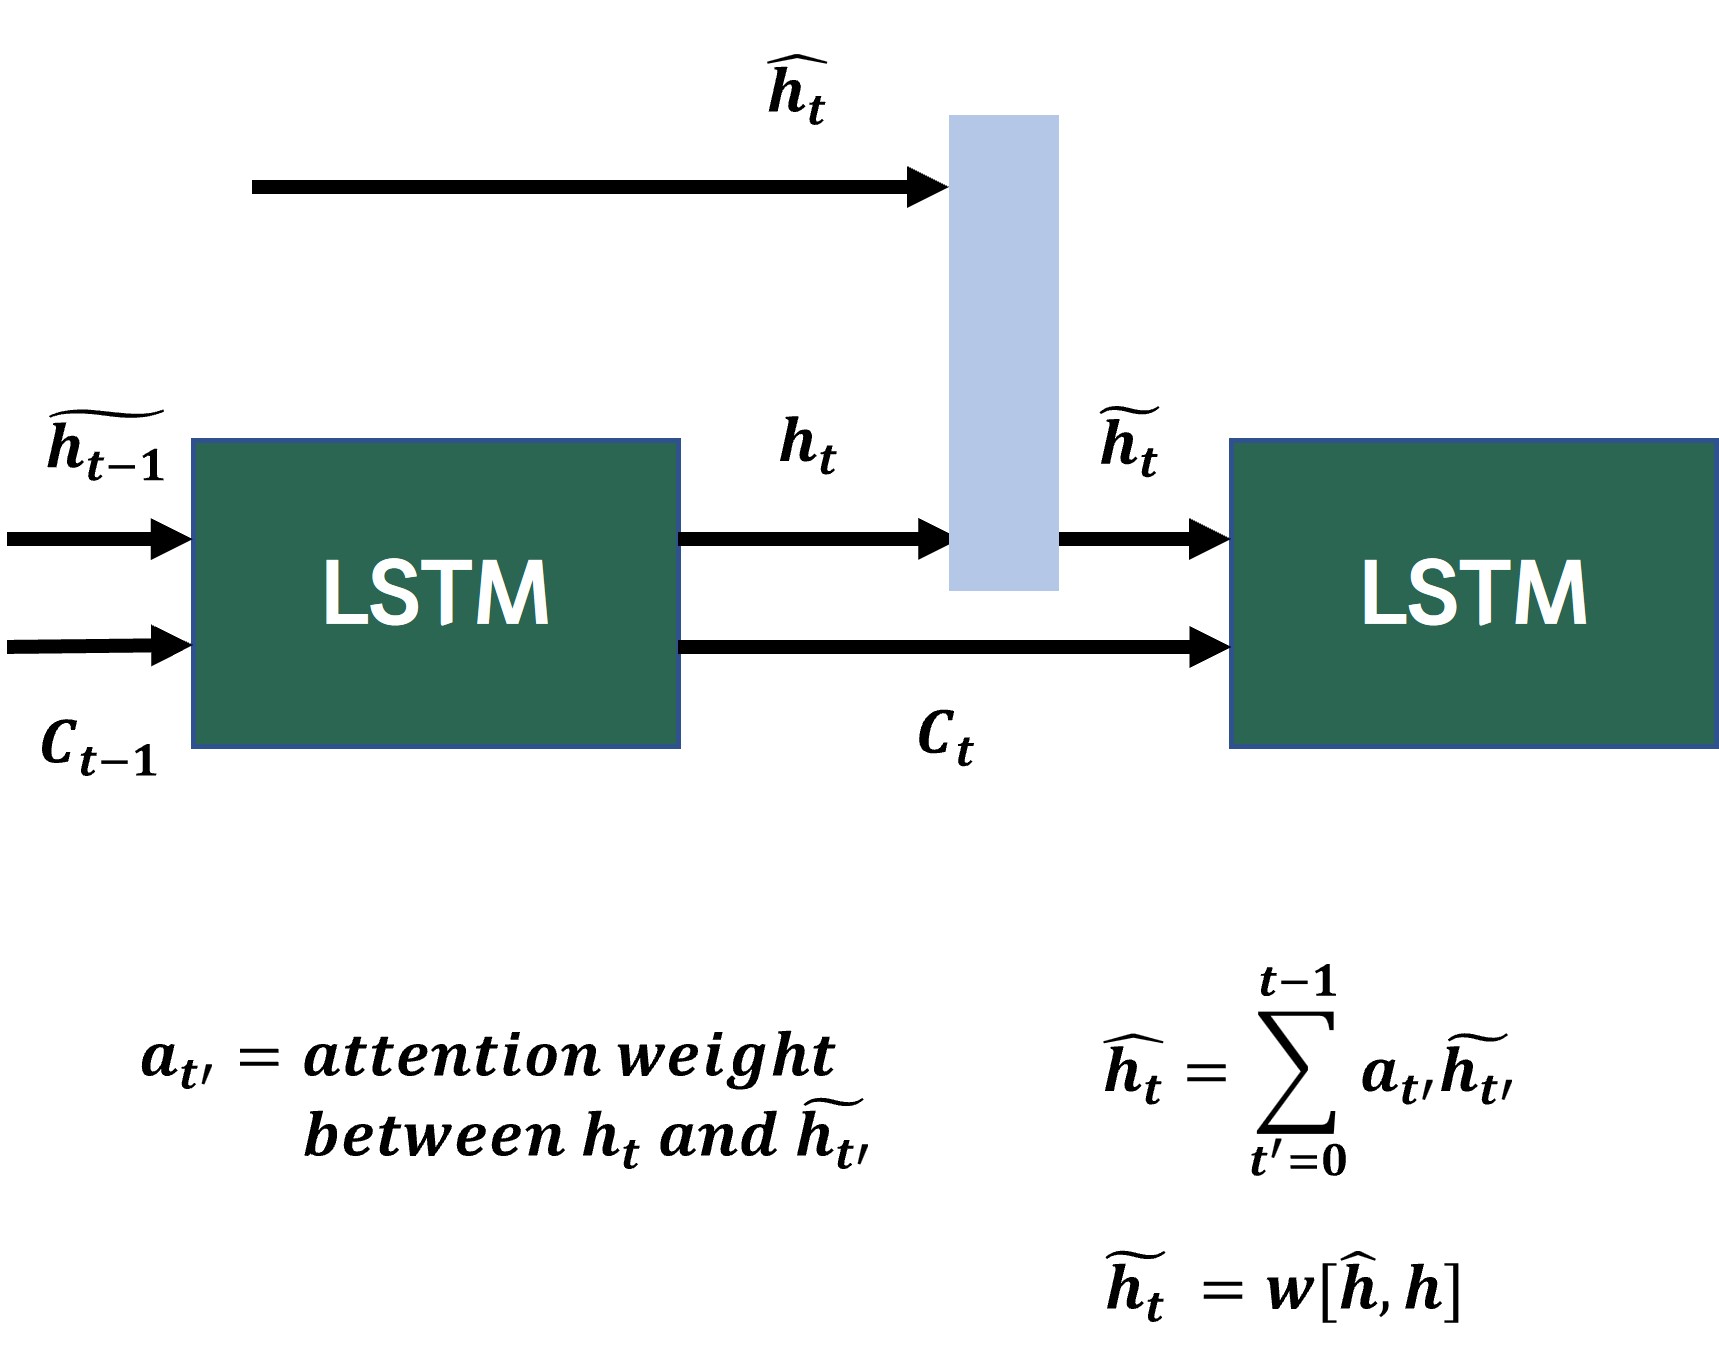 $\widehat{h_t}$
$\widetilde{h_{t-1}}$
$h_t$
$\widetilde{h_t}$
LSTM
LSTM
$C_{t-1}$
$C_t$
$a_{t'} = attention weight$
$between h_t and \widetilde{h_{t'}}$
$\widehat{h_t} = \sum_{t'=0}^{t-1} a_{t'} \widetilde{h_{t'}}$
$\widetilde{h_t} = w[\widehat{h}, h]$